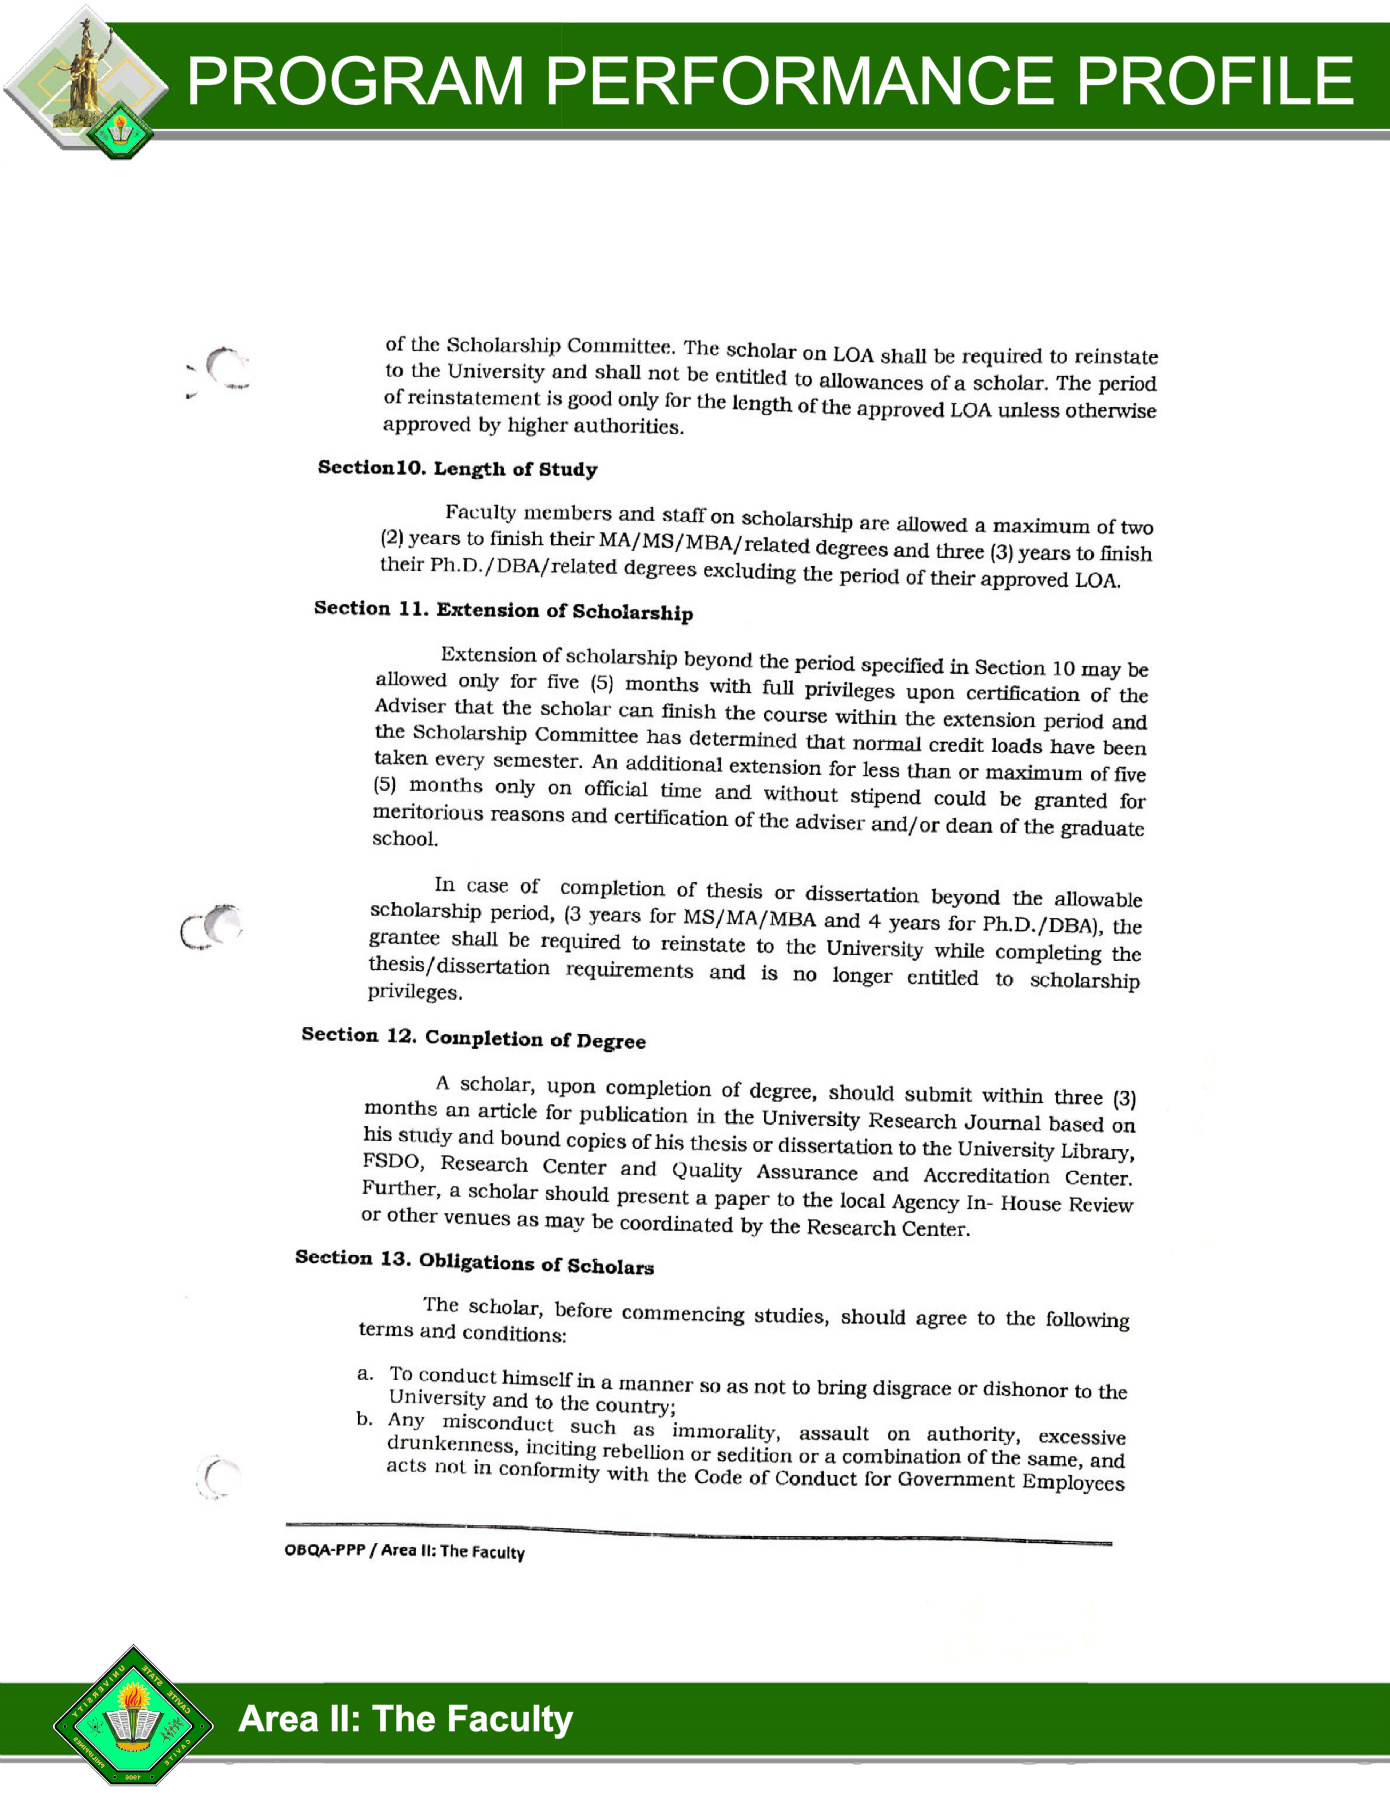 PROGRAM PERFORMANCE PROFILE
of the Scholarship Committee. The scholar on LOA shall be required to reinstate
to the University and shall not be entitled to allowances of a scholar. The period
of reinstatement is good only for the length of the approved LOA unless otherwise
approved by higher authorities.
Section10. Length of Study
Faculty members and staff on scholarship are allowed a maximum of two
(2) years to finish their MA/MS/MBA/related degrees and three (3) years to finish
their Ph.D./DBA/related degrees excluding the period of their approved LOA.
Section 11. Extension of Scholarship
Extension of scholarship beyond the period specified in Section 10 may be
allowed only for five (5) months with full privileges upon certification of the
Adviser that the scholar can finish the course within the extension period and
the Scholarship Committee has determined that normal credit loads have been
taken every semester. An additional extension for less than or maximum of five
(5) months only on official time and without stipend could be granted for
meritorious reasons and certification of the adviser and/or dean of the graduate
school.
In case of completion of thesis or dissertation beyond the allowable
scholarship period, (3 years for MS/MA/MBA and 4 years for Ph.D./DBA), the
grantee shall be required to reinstate to the University while completing the
thesis/dissertation requirements and is no longer entitled to scholarship
privileges.
Section 12. Completion of Degree
A scholar, upon completion of degree, should submit within three (3)
months an article for publication in the University Research Journal based on
his study and bound copies of his thesis or dissertation to the University Library,
FSDO, Research Center and Quality Assurance and Accreditation Center.
Further, a scholar should present a paper to the local Agency In- House Review
or other venues as may be coordinated by the Research Center.
Section 13. Obligations of Scholars
The scholar, before commencing studies, should agree to the following
terms and conditions:
a. To conduct himself in a manner so as not to bring disgrace or dishonor to the
University and to the country;
b. Any misconduct such as immorality, assault on authority, excessive
drunkenness, inciting rebellion or sedition or a combination of the same, and
acts not in conformity with the Code of Conduct for Government Employees
OBQA-PPP / Area II: The Faculty
CAVITE STATE UNIVERSITY
CAVITE
PHILIPPINES
1906
Area II: The Faculty